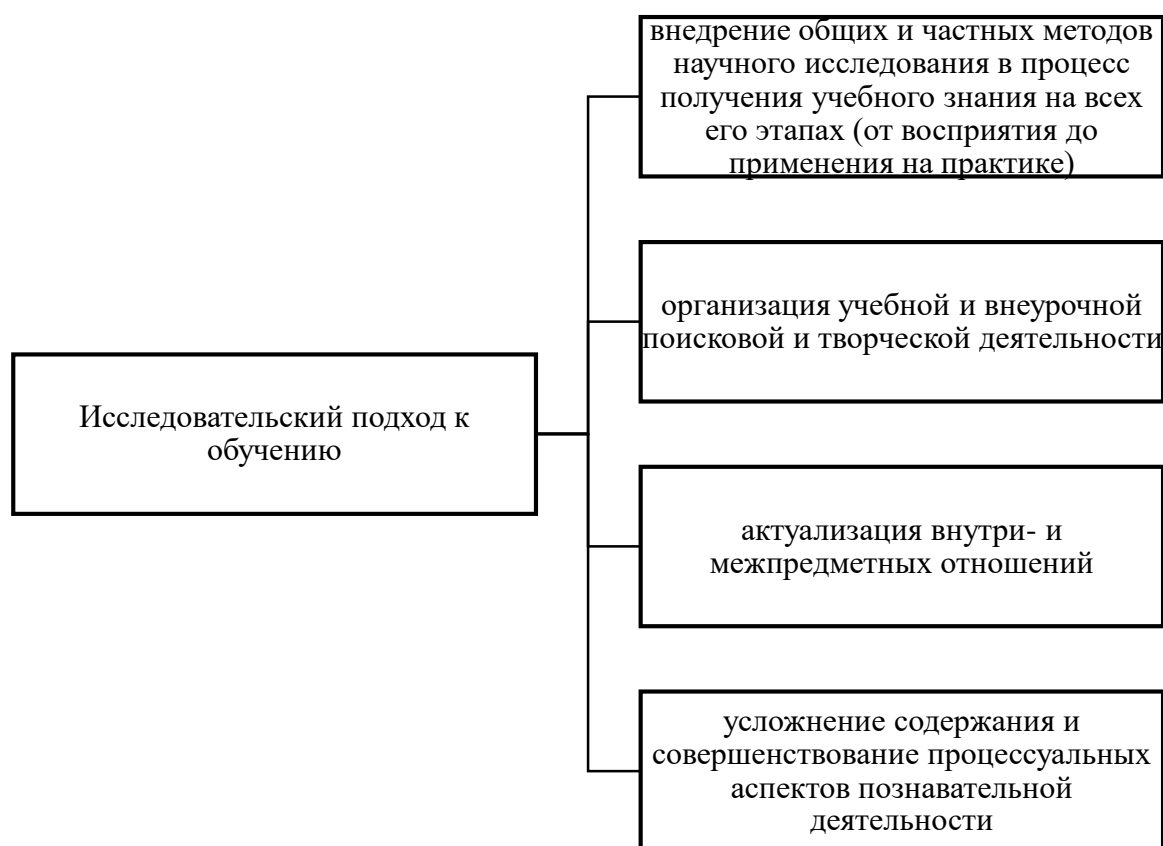 внедрение общих и частных методов
научного исследования в процесс
получения учебного знания на всех
его этапах (от восприятия до
применения на практике)
организация учебной и внеурочной
поисковой и творческой деятельности
Исследовательский подход к
обучению
актуализация внутри- и
межпредметных отношений
усложнение содержания и
совершенствование процессуальных
аспектов познавательной
деятельности